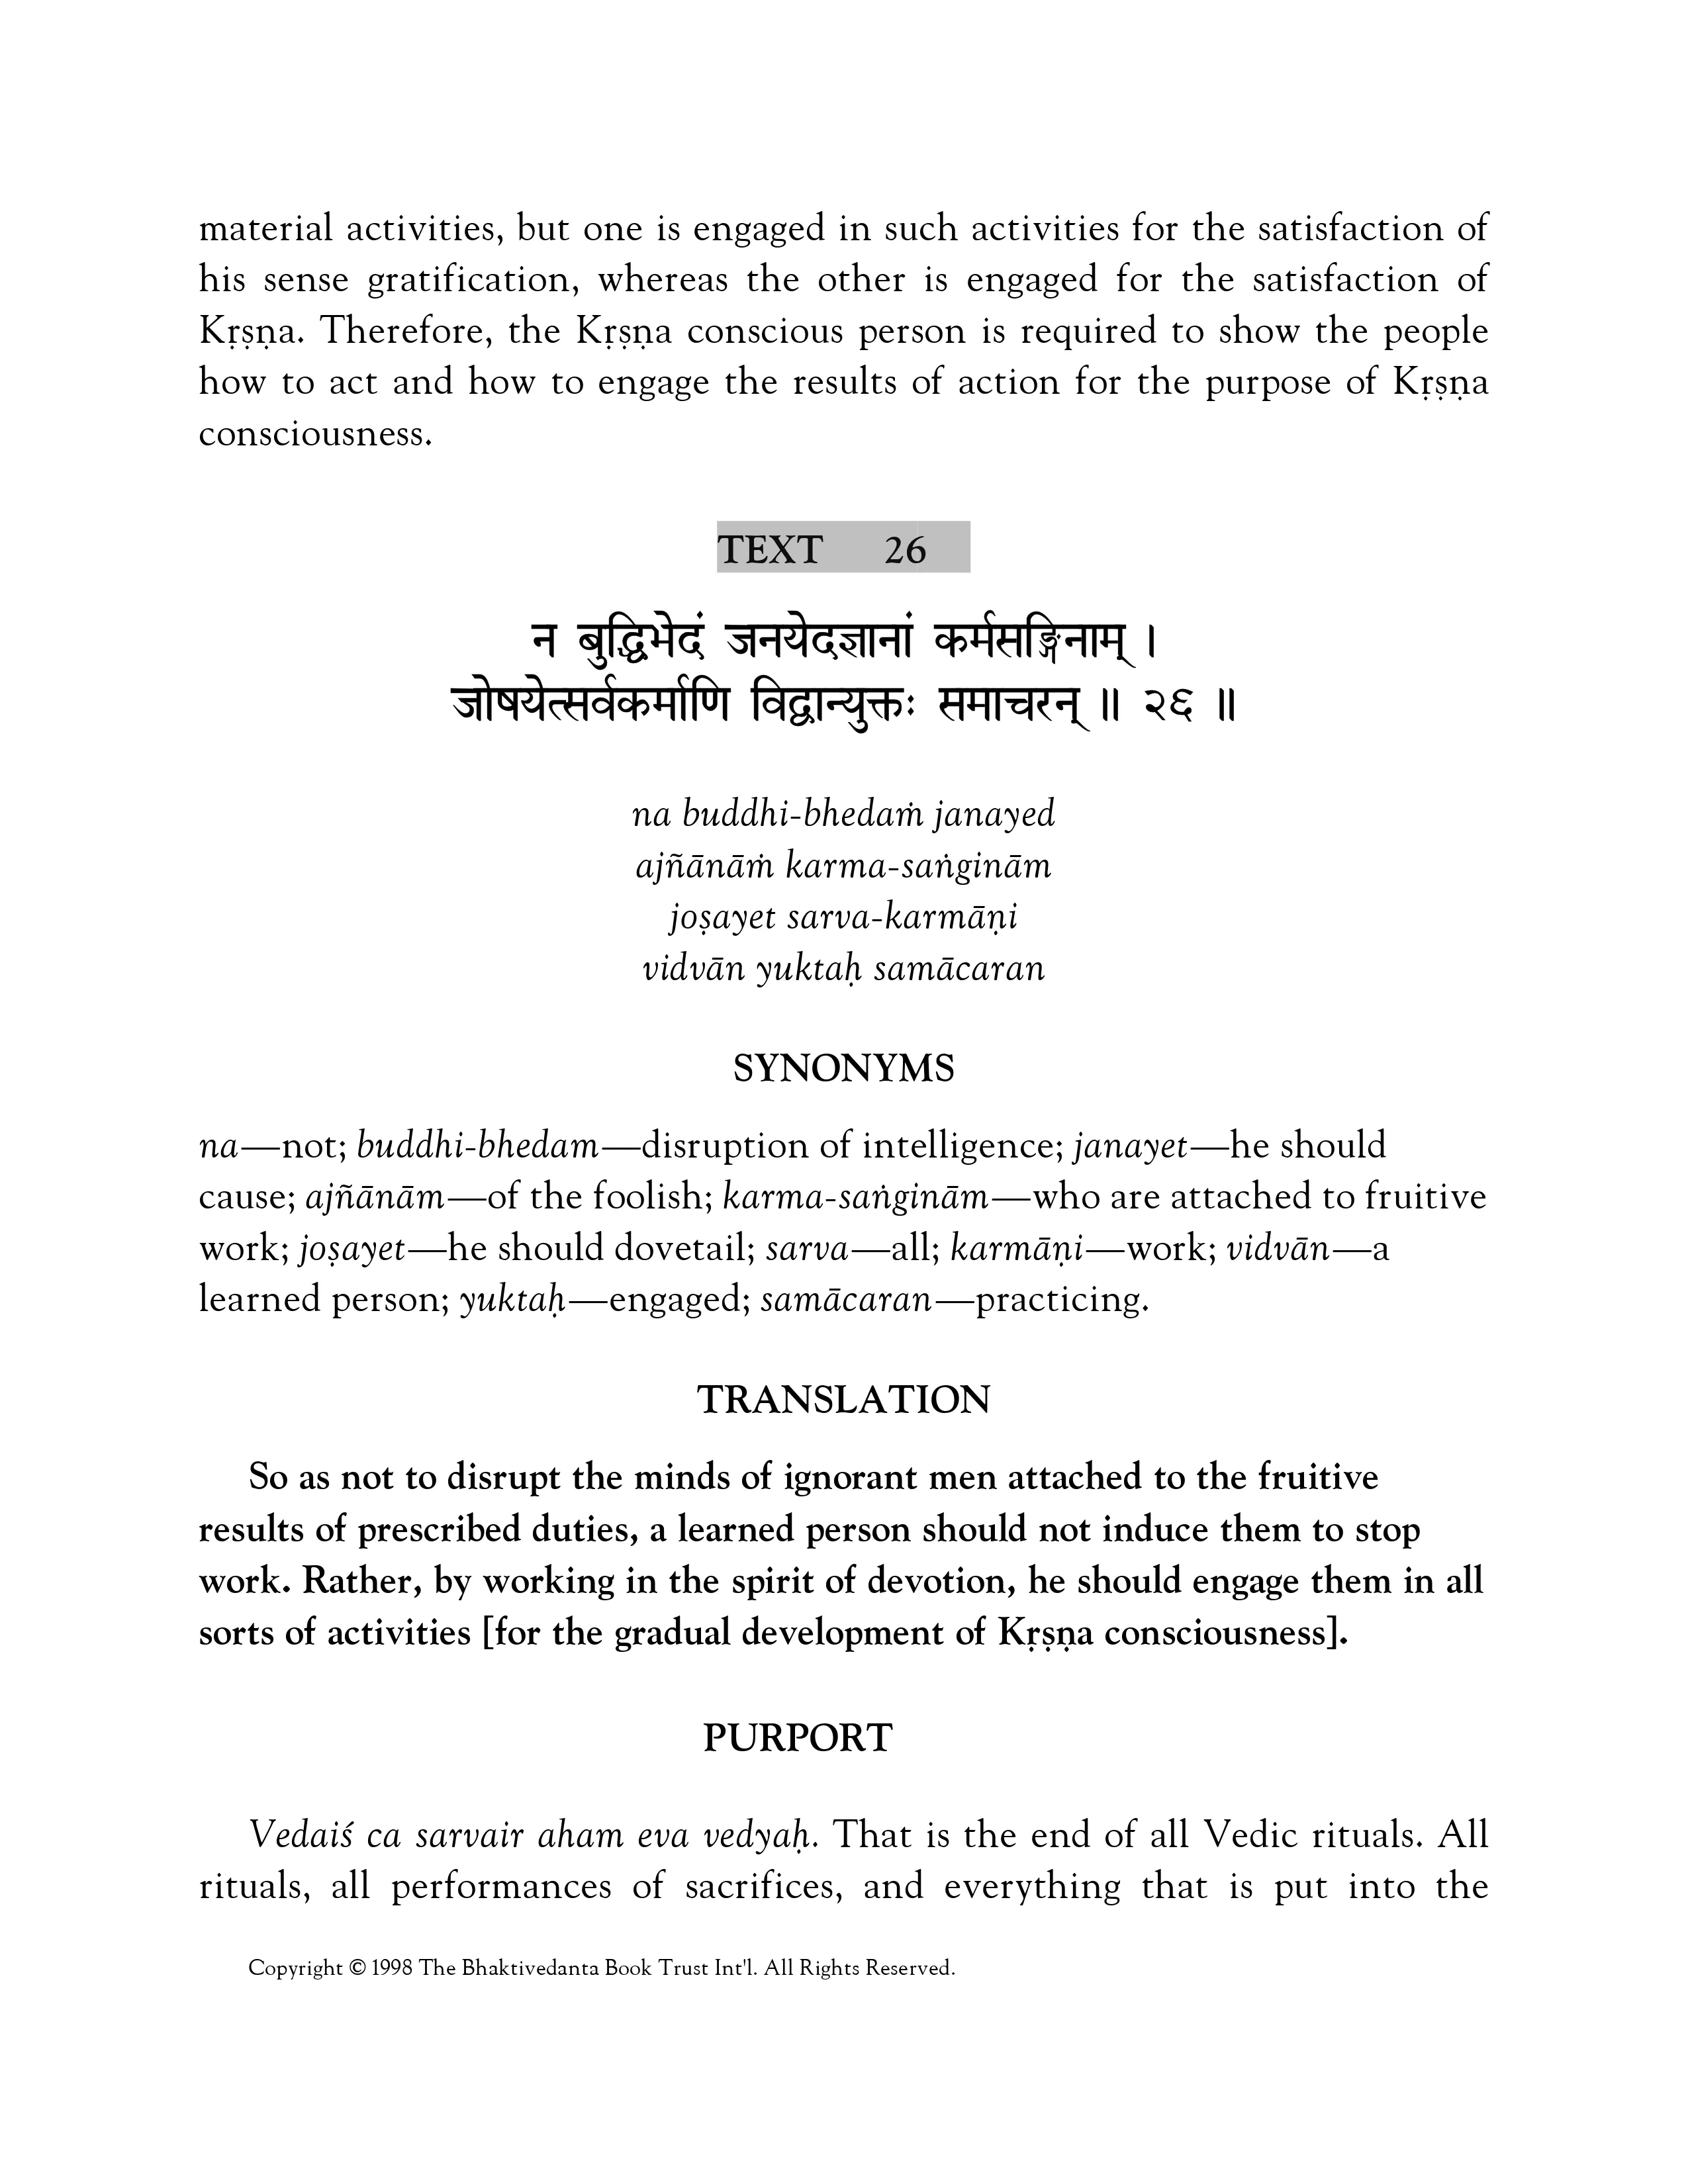 material activities, but one is engaged in such activities for the satisfaction of
his sense gratification, whereas the other is engaged for the satisfaction of
Kṛṣṇa. Therefore, the Kṛṣṇa conscious person is required to show the people
how to act and how to engage the results of action for the purpose of Kṛṣṇa
consciousness.
TEXT 26
न बुद्धिभेदं जनयेदज्ञानां कर्मसङ्गिनाम् ।
जोषयेत्सर्वकर्माणि विद्वान्युक्तः समाचरन् ॥ २६ ॥
na buddhi-bhedaṁ janayed
ajñānāṁ karma-saṅginām
joṣayet sarva-karmāṇi
vidvān yuktaḥ samācaran
SYNONYMS
na—not; buddhi-bhedam—disruption of intelligence; janayet—he should
cause; ajñānām—of the foolish; karma-saṅginām—who are attached to fruitive
work; joṣayet—he should dovetail; sarva—all; karmāṇi—work; vidvān—a
learned person; yuktaḥ—engaged; samācaran—practicing.
TRANSLATION
So as not to disrupt the minds of ignorant men attached to the fruitive
results of prescribed duties, a learned person should not induce them to stop
work. Rather, by working in the spirit of devotion, he should engage them in all
sorts of activities [for the gradual development of Kṛṣṇa consciousness].
PURPORT
Vedaiś ca sarvair aham eva vedyaḥ. That is the end of all Vedic rituals. All
rituals, all performances of sacrifices, and everything that is put into the
Copyright © 1998 The Bhaktivedanta Book Trust Int'l. All Rights Reserved.